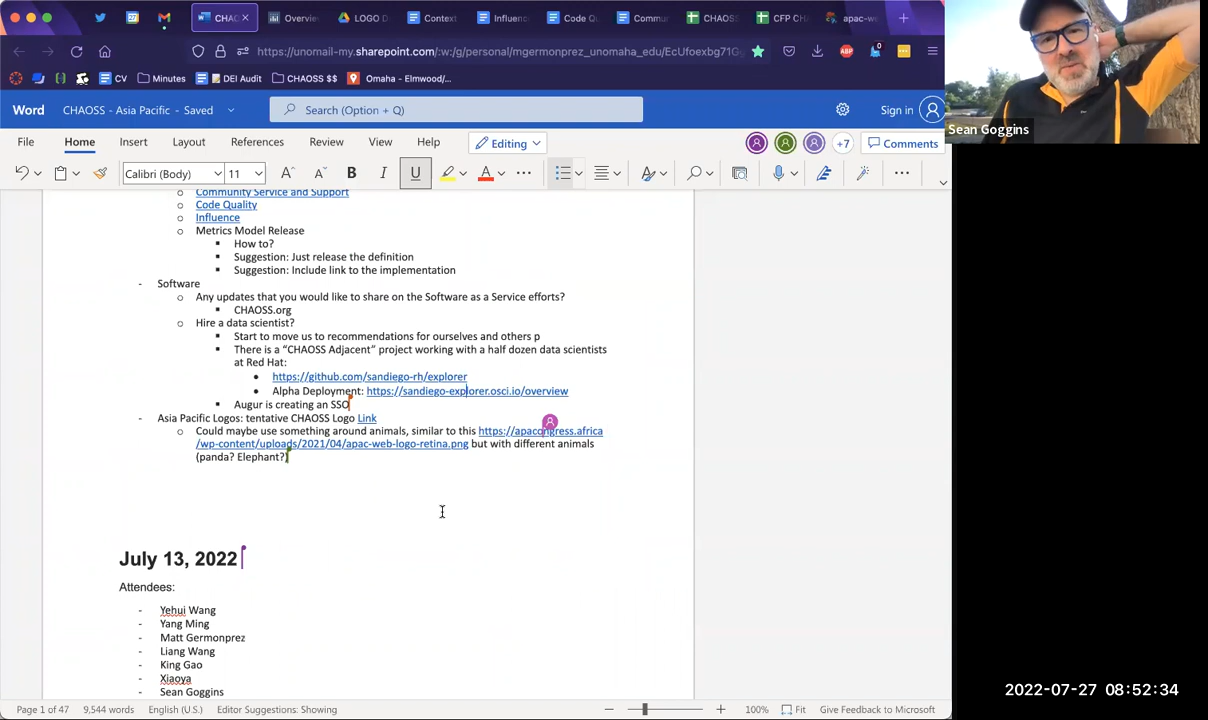 CHAC
Overvi
LOGO D
Context
Influenc
Code Q
Commu
CHAOSS
CFP CH
apac-we
https://unomail-my.sharepoint.com/:w:/g/personal/mgermonprez_unomaha_edu/EcUfoexbg71G
ABP
0
CV
Minutes
DEI Audit
CHAOSS $$
Omaha - Elmwood/...
Sean Goggins
Word
CHAOSS - Asia Pacific - Saved
Search (Option + Q)
Sign in
File
Home
Insert
Layout
References
Review
View
Help
Editing
+7
Comments
Calibri (Body)
11
A
A
B
I
U
A
...
...
Community Service and Support
Code Quality
Influence
Metrics Model Release
How to?
Suggestion: Just release the definition
Suggestion: Include link to the implementation
- Software
Any updates that you would like to share on the Software as a Service efforts?
CHAOSS.org
Hire a data scientist?
Start to move us to recommendations for ourselves and others p
There is a “CHAOSS Adjacent” project working with a half dozen data scientists
at Red Hat:
https://github.com/sandiego-rh/explorer
Alpha Deployment: https://sandiego-explorer.osci.io/overview
Augur is creating an SSO
- Asia Pacific Logos: tentative CHAOSS Logo Link
Could maybe use something around animals, similar to this https://apacongress.africa
/wp-content/uploads/2021/04/apac-web-logo-retina.png but with different animals
(panda? Elephant?)
July 13, 2022
Attendees:
- Yehui Wang
- Yang Ming
- Matt Germonprez
- Liang Wang
- King Gao
- Xiaoya
- Sean Goggins
2022-07-27 08:52:34
Page 1 of 47
9,544 words
English (U.S.)
Editor Suggestions: Showing
100%
Fit
Give Feedback to Microsoft